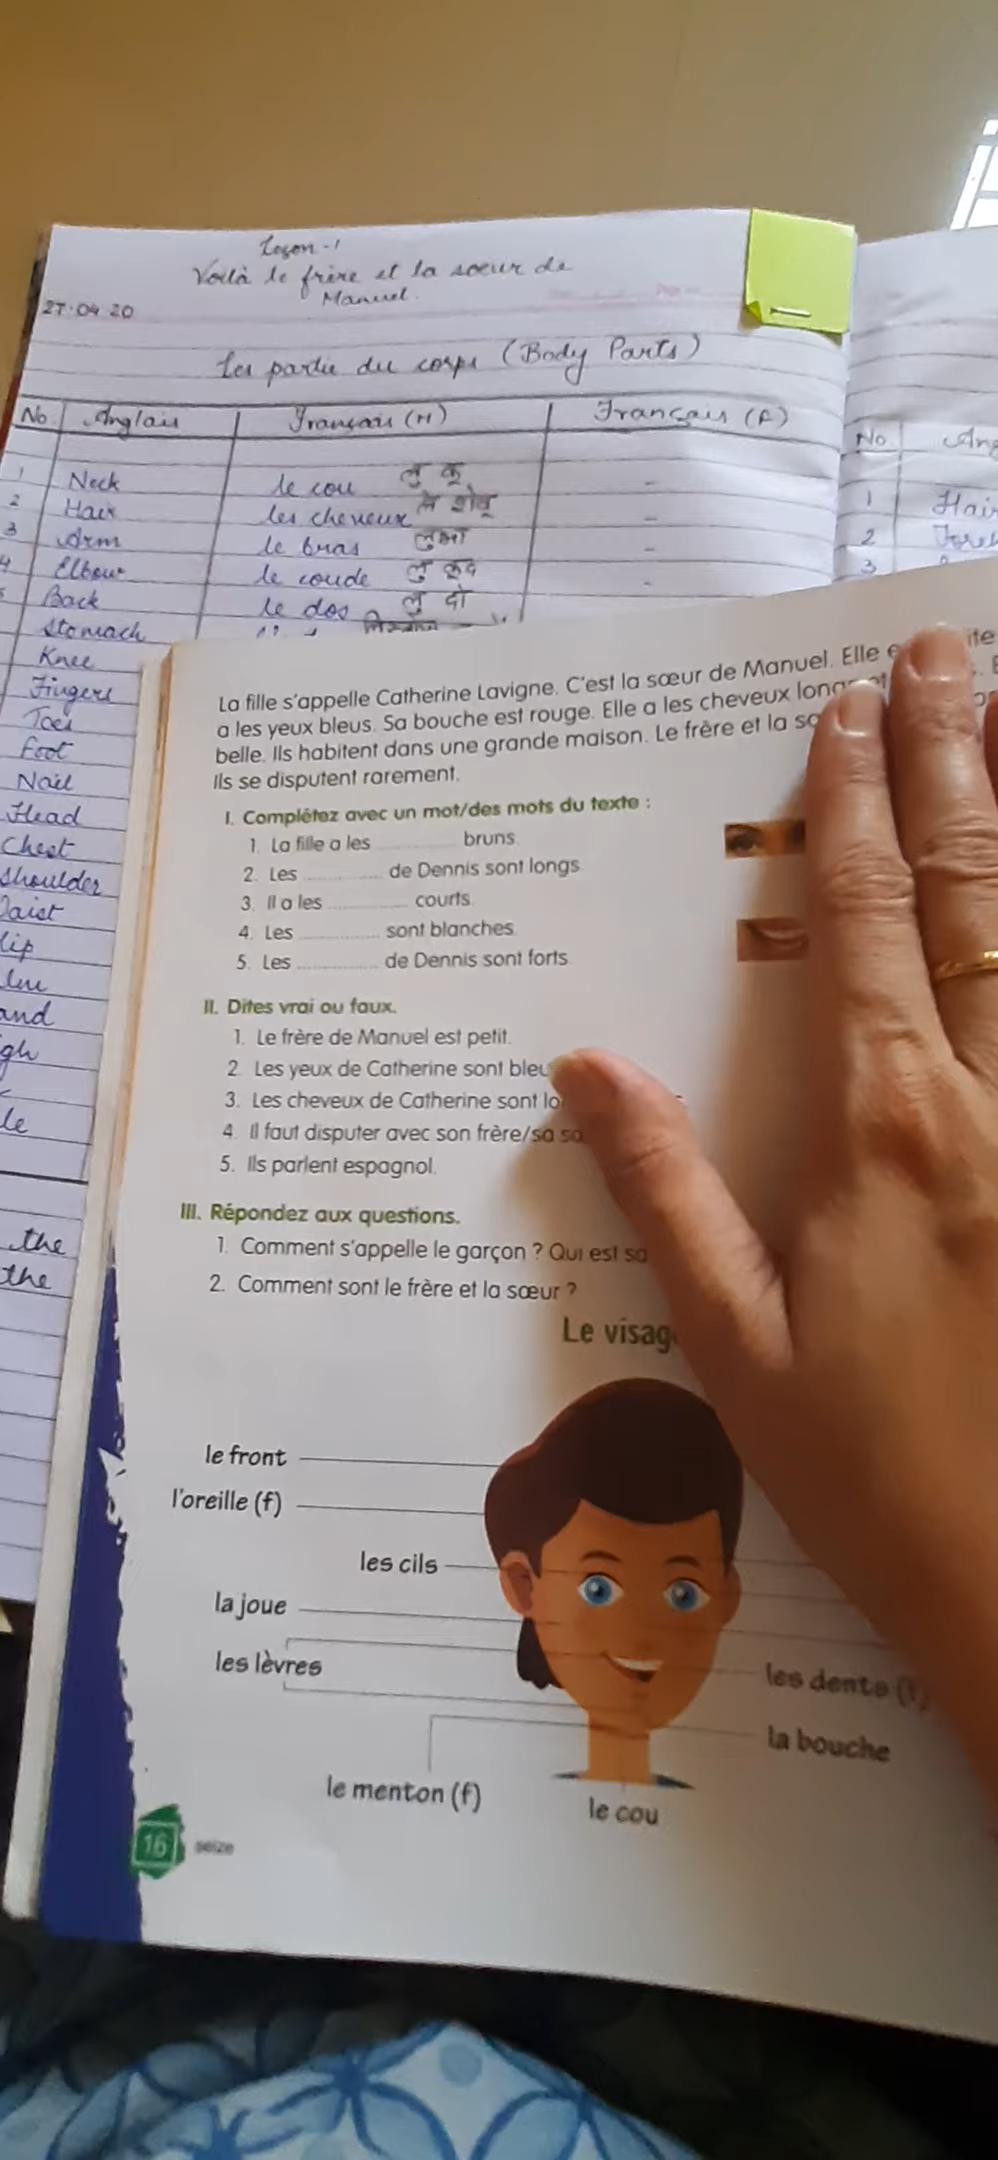 Leçon-1
Voilà le frère et la soeur de
Manuel.
27.04.20
Les partie du corps (Body Parts)
No. Anglais Français (M) Français (F)
1 Neck le cou लु कू -
2 Hair les cheveux ले शेवू -
3 Arm le bras लुब्रा -
4 Elbow le coude लु कूद -
5 Back le dos लु दो
Stomach
Knee
Fingers
Toes
Foot
Nail
Head
Chest
Shoulder
Waist
Lip
and
the
the
No. Ang
1 Hair
2 Foreh
3
La fille s'appelle Catherine Lavigne. C'est la sœur de Manuel. Elle ite
a les yeux bleus. Sa bouche est rouge. Elle a les cheveux long
belle. Ils habitent dans une grande maison. Le frère et la sœ
Ils se disputent rarement.
I. Complétez avec un mot/des mots du texte :
1. La fille a les ............ bruns.
2. Les ............ de Dennis sont longs.
3. Il a les ............ courts.
4. Les ............ sont blanches.
5. Les ............ de Dennis sont forts.
II. Dites vrai ou faux.
1. Le frère de Manuel est petit.
2. Les yeux de Catherine sont bleu
3. Les cheveux de Catherine sont lo
4. Il faut disputer avec son frère/sa sœ
5. Ils parlent espagnol.
III. Répondez aux questions.
1. Comment s'appelle le garçon ? Qui est sa
2. Comment sont le frère et la sœur ?
Le visag
le front
l'oreille (f)
les cils
la joue
les lèvres
les dents (f)
la bouche
le menton (f)
le cou
16 seize